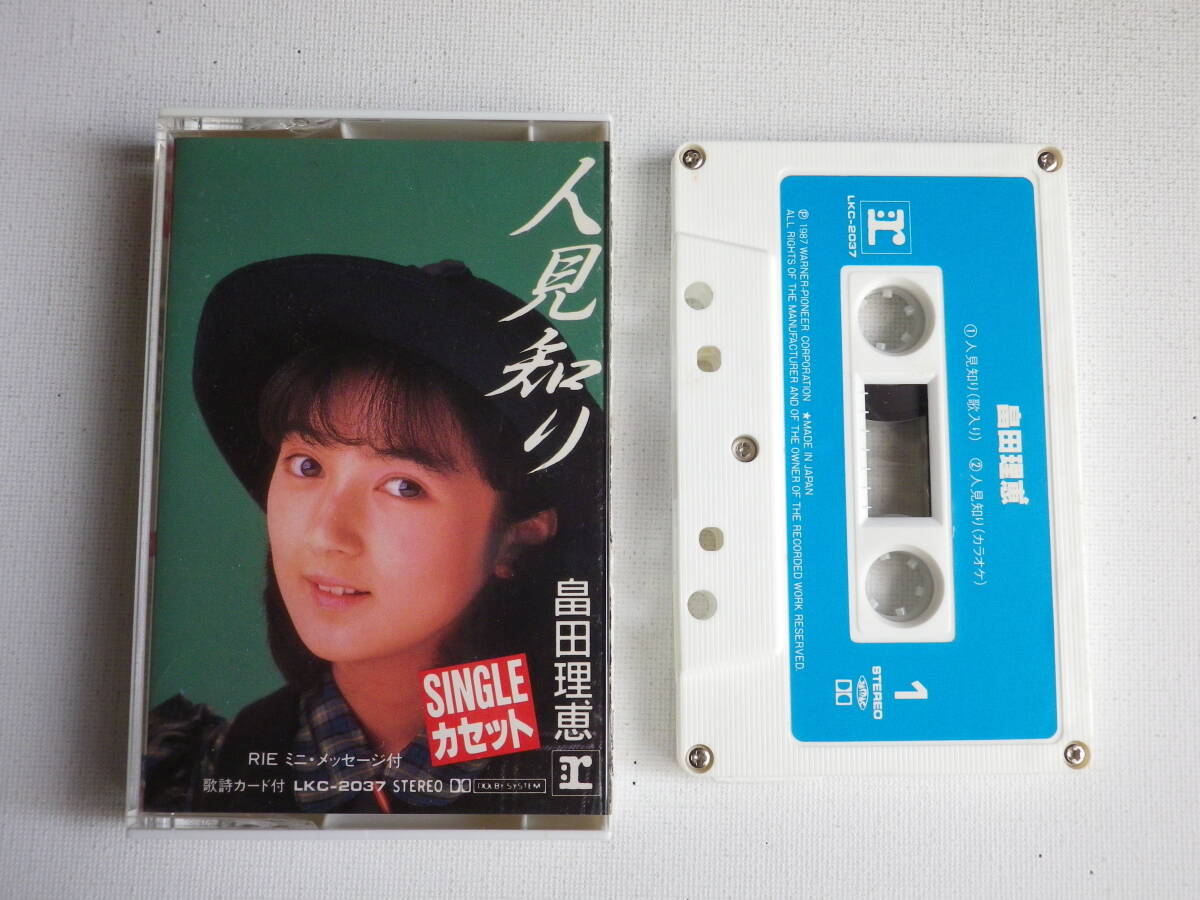 人見知り
畠田理恵
SINGLE
カセット
RIE ミニ・メッセージ付
歌詩カード付 LKC-2037 STEREO DOLBY SYSTEM
r
r
LKC-2037
Ⓟ 1987 WARNER-PIONEER CORPORATION ★MADE IN JAPAN
ALL RIGHTS OF THE MANUFACTURER AND OF THE OWNER OF THE RECORDED WORK RESERVED.
畠田理恵
① 人見知り(歌入り) ② 人見知り(カラオケ)
1
STEREO